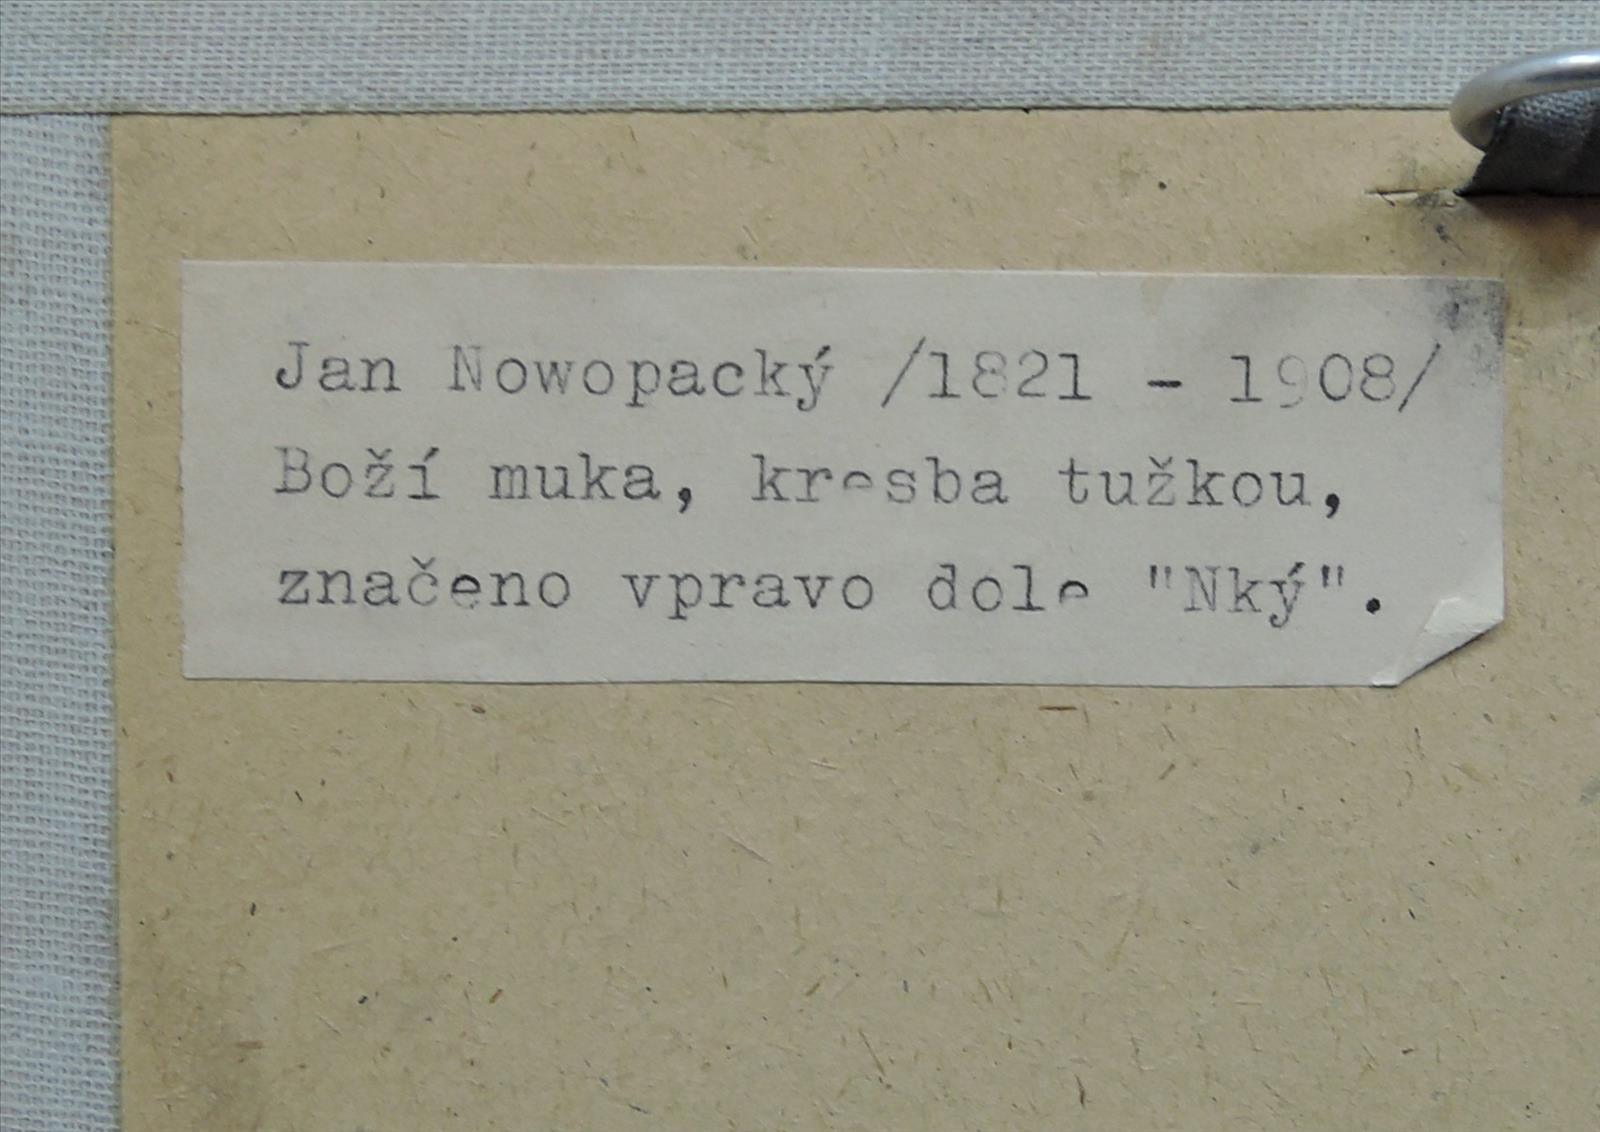 Jan Nowopacký /1821 - 1908/
Boží muka, kresba tužkou,
značeno vpravo dole "Nký".